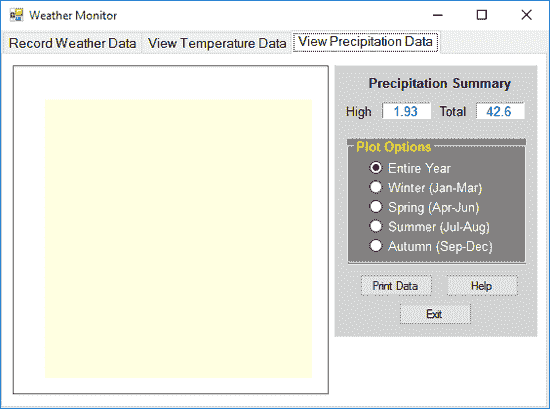 Weather Monitor
Record Weather Data View Temperature Data View Precipitation Data
Precipitation Summary
High 1.93 Total 42.6
Plot Options
Entire Year
Winter (Jan-Mar)
Spring (Apr-Jun)
Summer (Jul-Aug)
Autumn (Sep-Dec)
Print Data Help
Exit